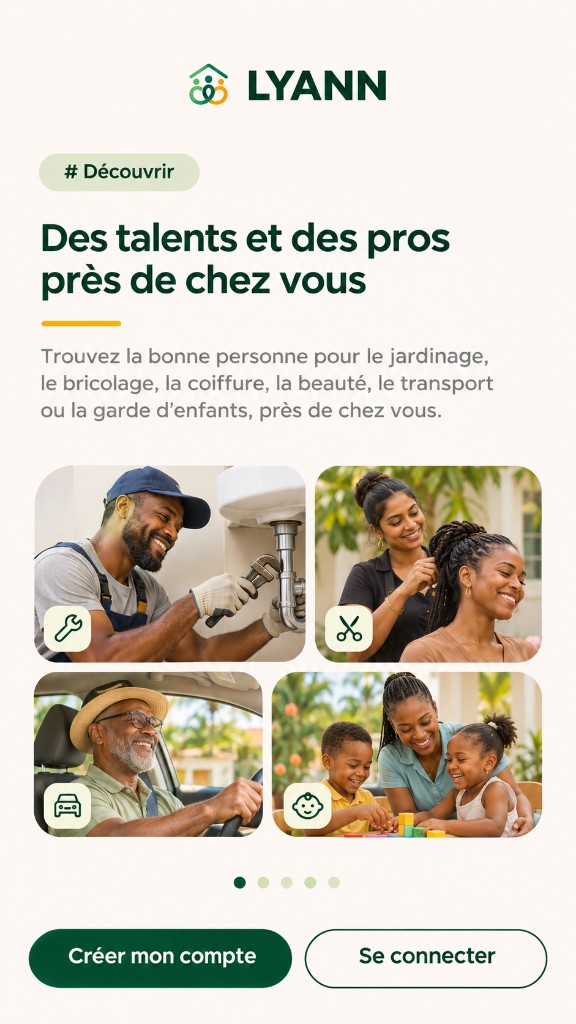 LYANN
# Découvrir
Des talents et des pros
près de chez vous
Trouvez la bonne personne pour le jardinage,
le bricolage, la coiffure, la beauté, le transport
ou la garde d’enfants, près de chez vous.
Créer mon compte
Se connecter